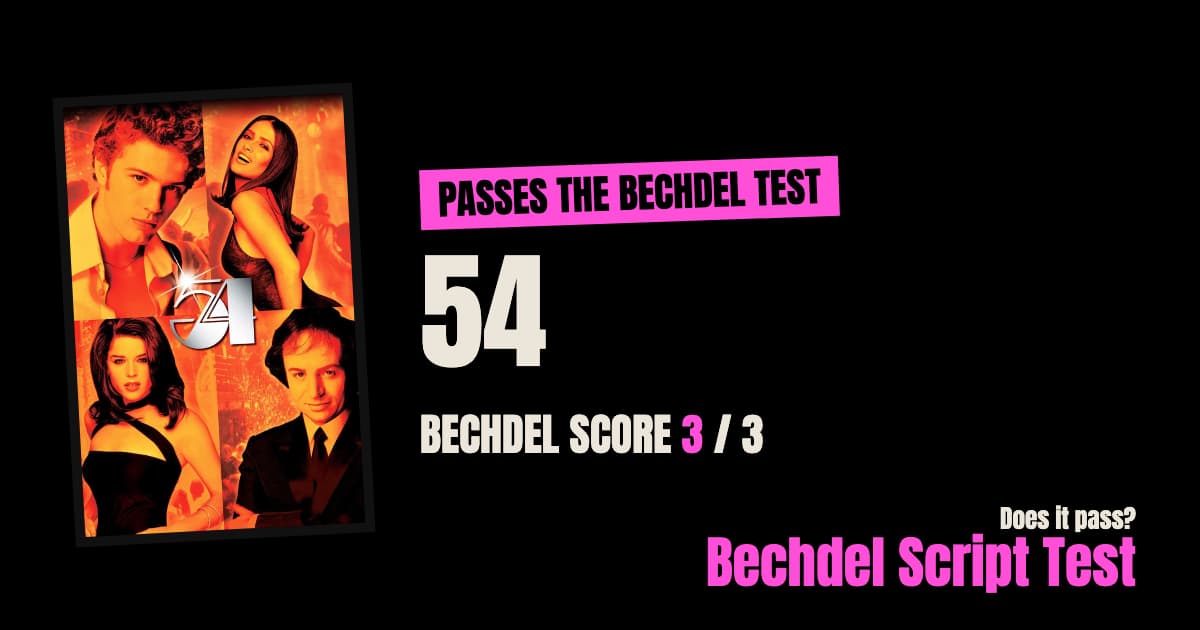 54
PASSES THE BECHDEL TEST
54
BECHDEL SCORE 3 / 3
Does it pass?
Bechdel Script Test